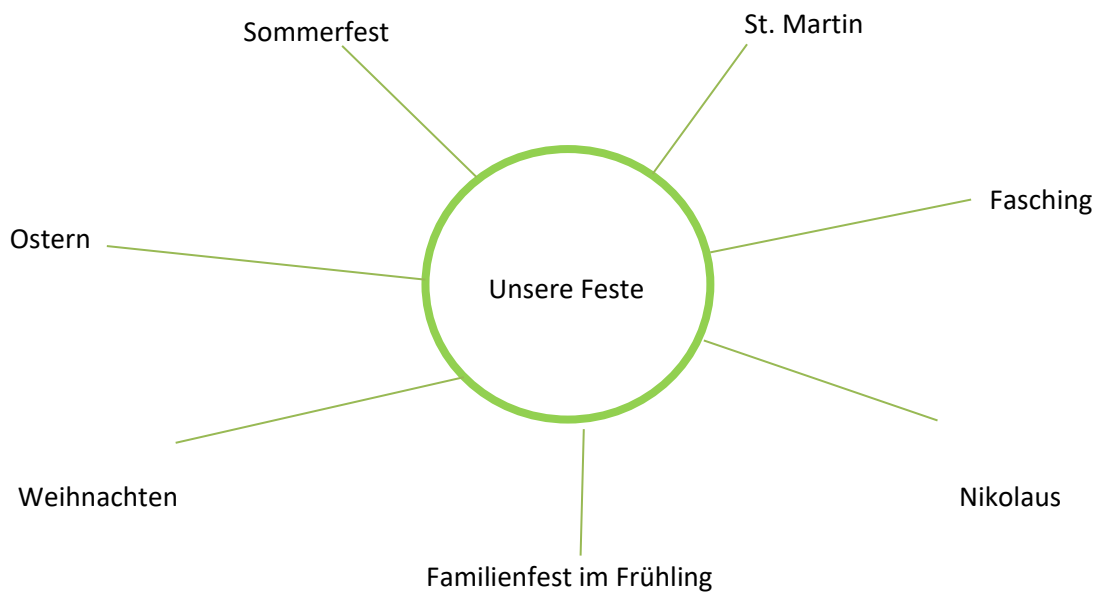 Sommerfest
St. Martin
Fasching
Ostern
Unsere Feste
Weihnachten
Nikolaus
Familienfest im Frühling